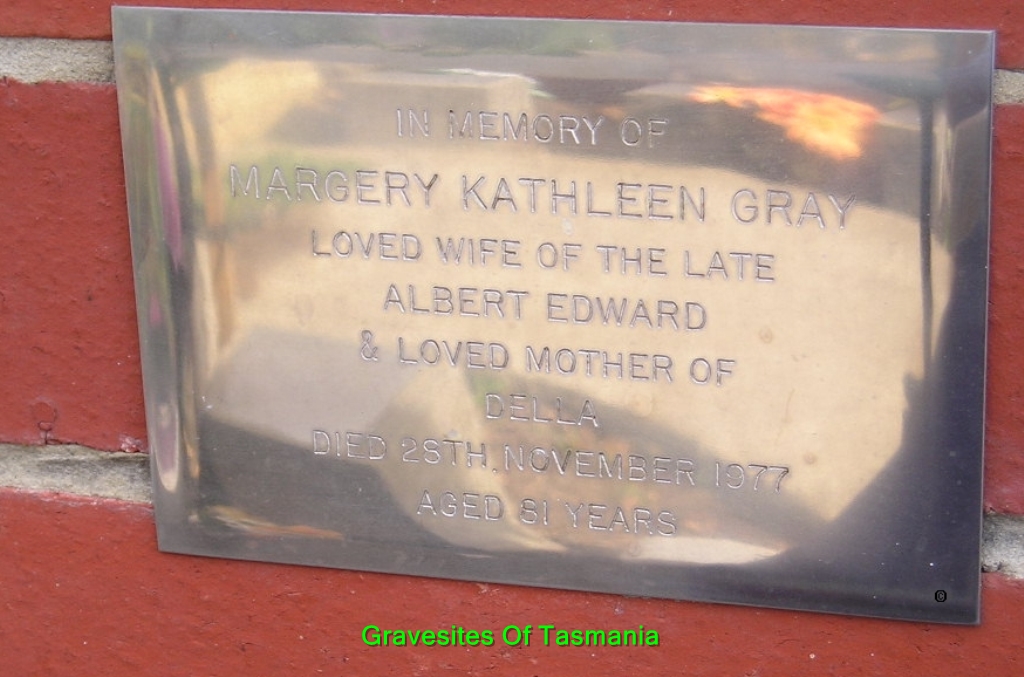 IN MEMORY OF
MARGERY KATHLEEN GRAY
LOVED WIFE OF THE LATE
ALBERT EDWARD
& LOVED MOTHER OF
DELLA
DIED 28TH. NOVEMBER 1977
AGED 81 YEARS
©
Gravesites Of Tasmania